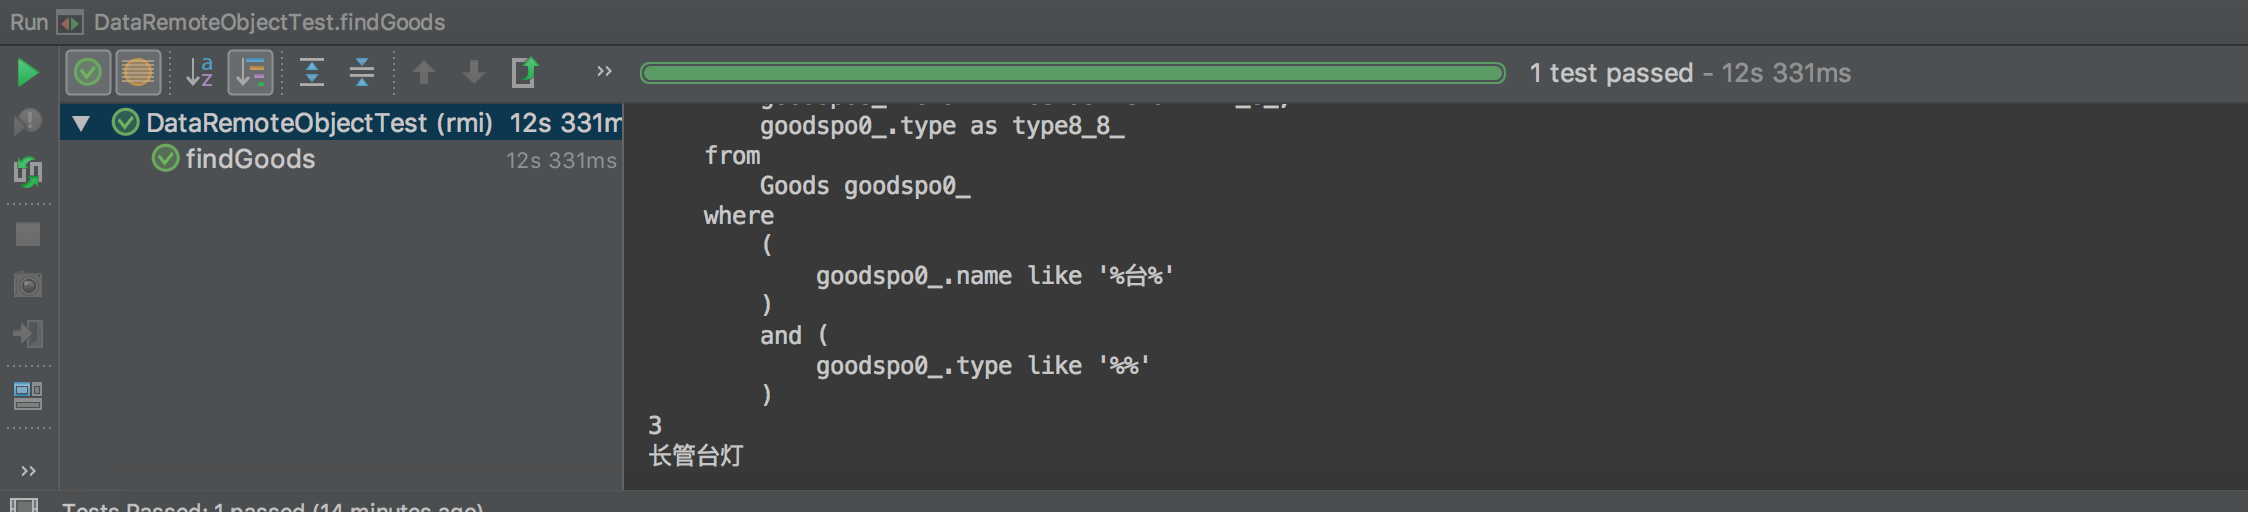 Run DataRemoteObjectTest.findGoods
1 test passed - 12s 331ms
DataRemoteObjectTest (rmi) 12s 331m
findGoods 12s 331ms
goodspo0_.type as type8_8_
from
Goods goodspo0_
where
(
goodspo0_.name like '%台%'
)
and (
goodspo0_.type like '%%'
)
3
长管台灯
Tests Passed: 1 passed (14 minutes ago)